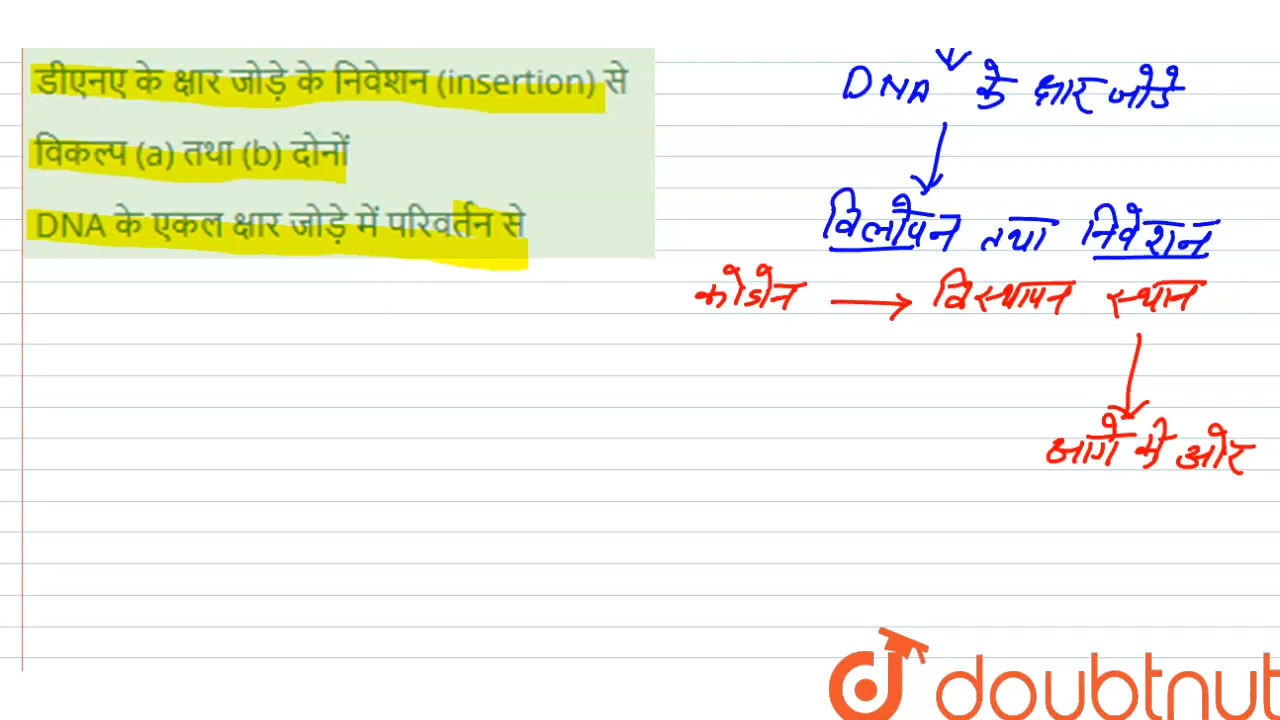 डीएनए के क्षार जोड़े के निवेशन (insertion) से
विकल्प (a) तथा (b) दोनों
DNA के एकल क्षार जोड़े में परिवर्तन से
DNA के क्षार जोडे
विलोपन तथा निवेशन
कोडोन → विस्थापन स्थान
आगे की ओर
doubtnut